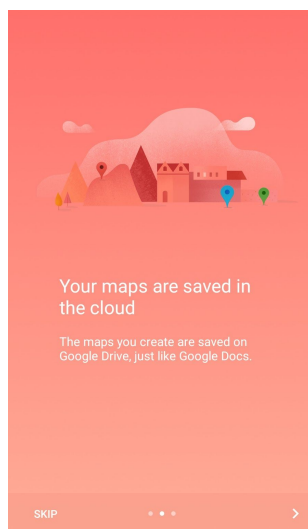 Your maps are saved in
the cloud
The maps you create are saved on
Google Drive, just like Google Docs.
SKIP